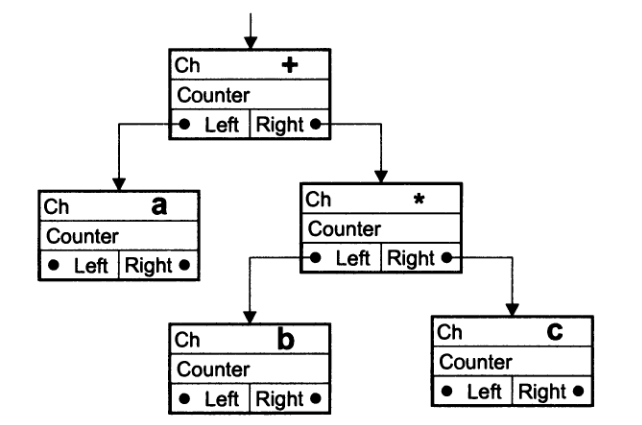 Ch +
Counter
Left Right
Ch a
Counter
Left Right
Ch *
Counter
Left Right
Ch b
Counter
Left Right
Ch c
Counter
Left Right